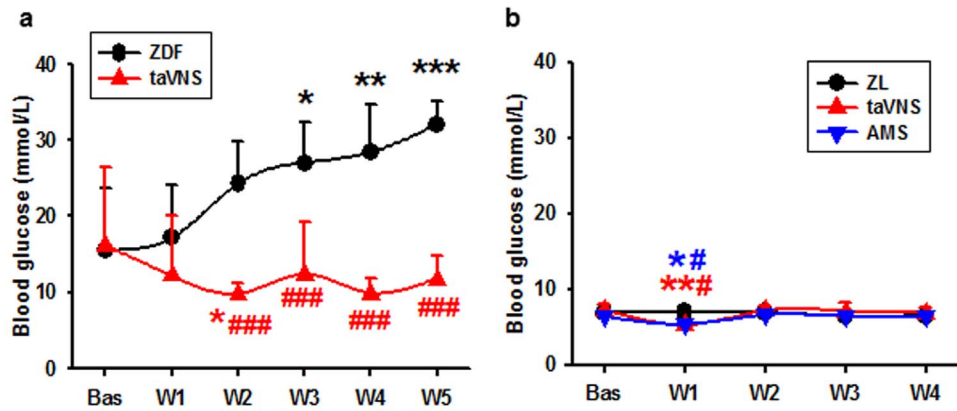 a
ZDF
taVNS
Blood glucose (mmol/L)
40
30
20
10
0
* ** ***
* ### ### ### ###
Bas W1 W2 W3 W4 W5
b
ZL
taVNS
AMS
Blood glucose (mmol/L)
40
30
20
10
0
*#
**#
Bas W1 W2 W3 W4